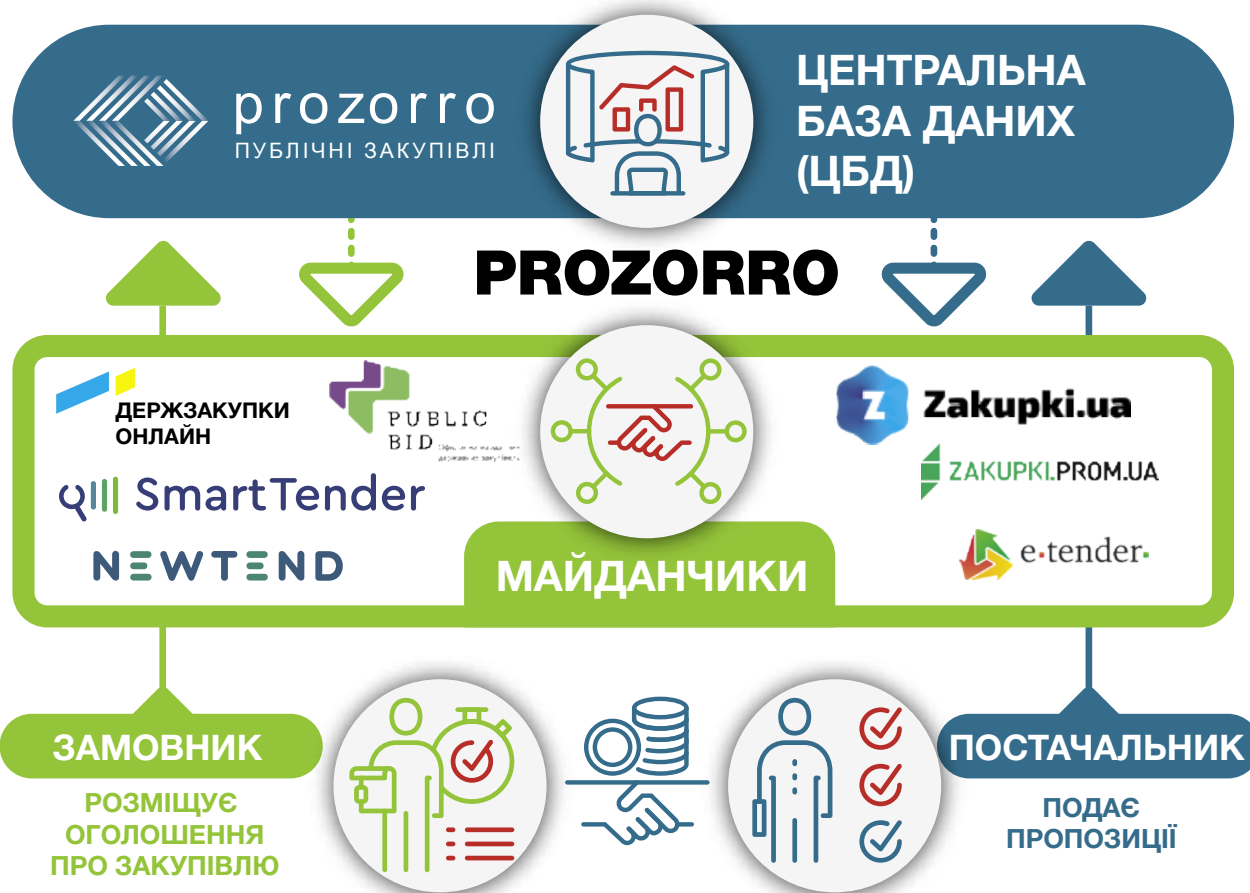 prozorro
ПУБЛІЧНІ ЗАКУПІВЛІ
ЦЕНТРАЛЬНА
БАЗА ДАНИХ
(ЦБД)
PROZORRO
ДЕРЖЗАКУПКИ
ОНЛАЙН
PUBLIC
BID
SmartTender
NEWTEND
Z Zakupki.ua
ZAKUPKI.PROM.UA
e-tender.
МАЙДАНЧИКИ
ЗАМОВНИК
РОЗМІЩУЄ
ОГОЛОШЕННЯ
ПРО ЗАКУПІВЛЮ
ПОСТАЧАЛЬНИК
ПОДАЄ
ПРОПОЗИЦІЇ